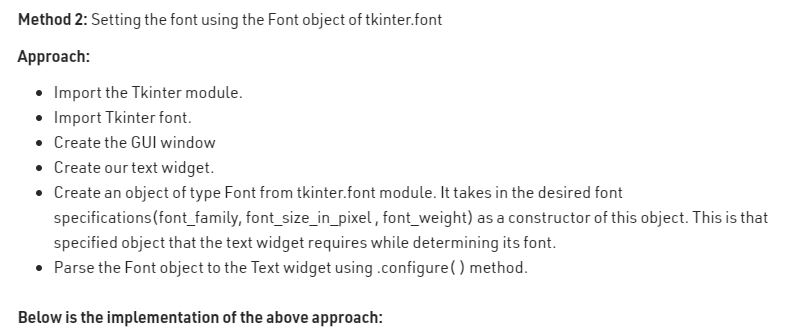 Method 2: Setting the font using the Font object of tkinter.font
Approach:
• Import the Tkinter module.
• Import Tkinter font.
• Create the GUI window
• Create our text widget.
• Create an object of type Font from tkinter.font module. It takes in the desired font
specifications(font_family, font_size_in_pixel , font_weight) as a constructor of this object. This is that
specified object that the text widget requires while determining its font.
• Parse the Font object to the Text widget using .configure( ) method.
Below is the implementation of the above approach: